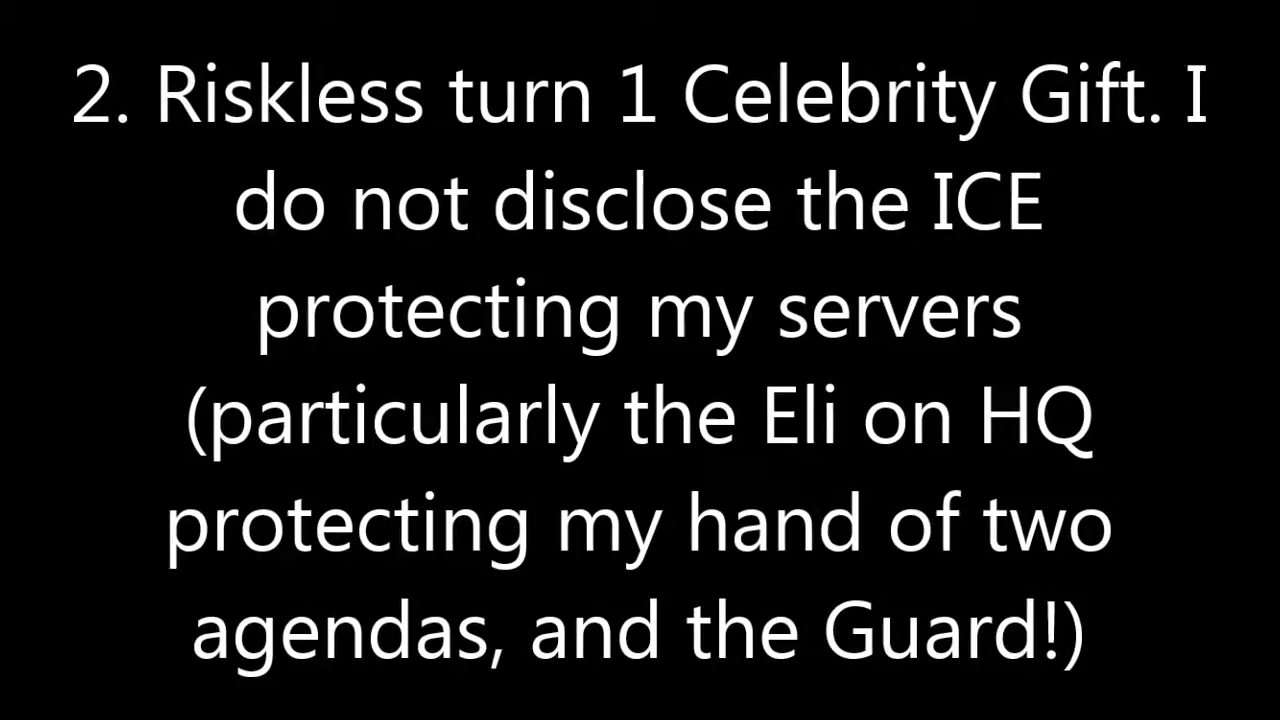 2. Riskless turn 1 Celebrity Gift. I
do not disclose the ICE
protecting my servers
(particularly the Eli on HQ
protecting my hand of two
agendas, and the Guard!)